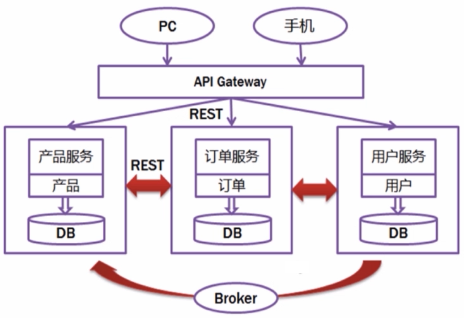 PC
手机
API Gateway
REST
产品服务
产品
DB
REST
订单服务
订单
DB
用户服务
用户
DB
Broker